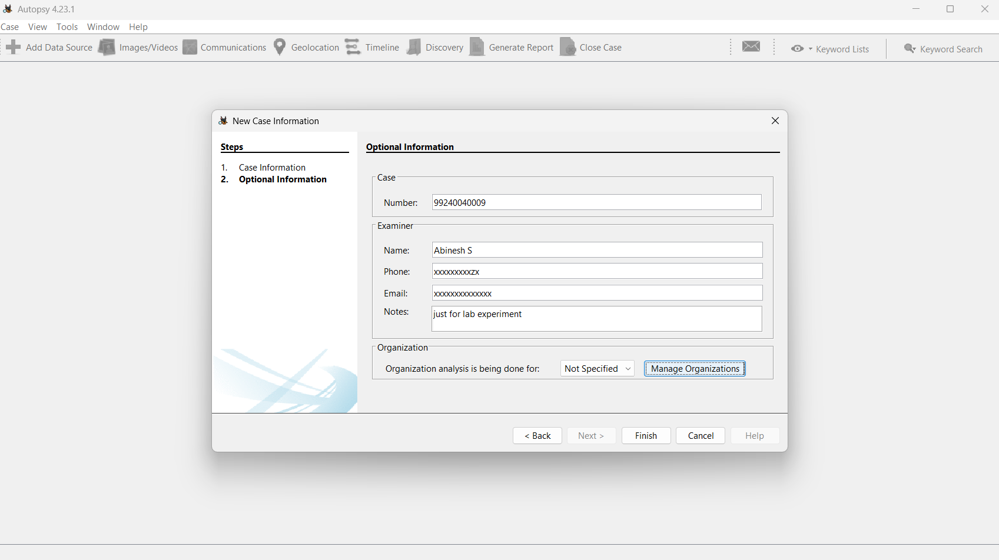 Autopsy 4.23.1
Case View Tools Window Help
Add Data Source Images/Videos Communications Geolocation Timeline Discovery Generate Report Close Case Keyword Lists Keyword Search
New Case Information
Steps
1. Case Information
2. Optional Information
Optional Information
Case
Number: 99240040009
Examiner
Name: Abinesh S
Phone: xxxxxxxxxzx
Email: xxxxxxxxxxxxxx
Notes: just for lab experiment
Organization
Organization analysis is being done for: Not Specified Manage Organizations
< Back Next > Finish Cancel Help